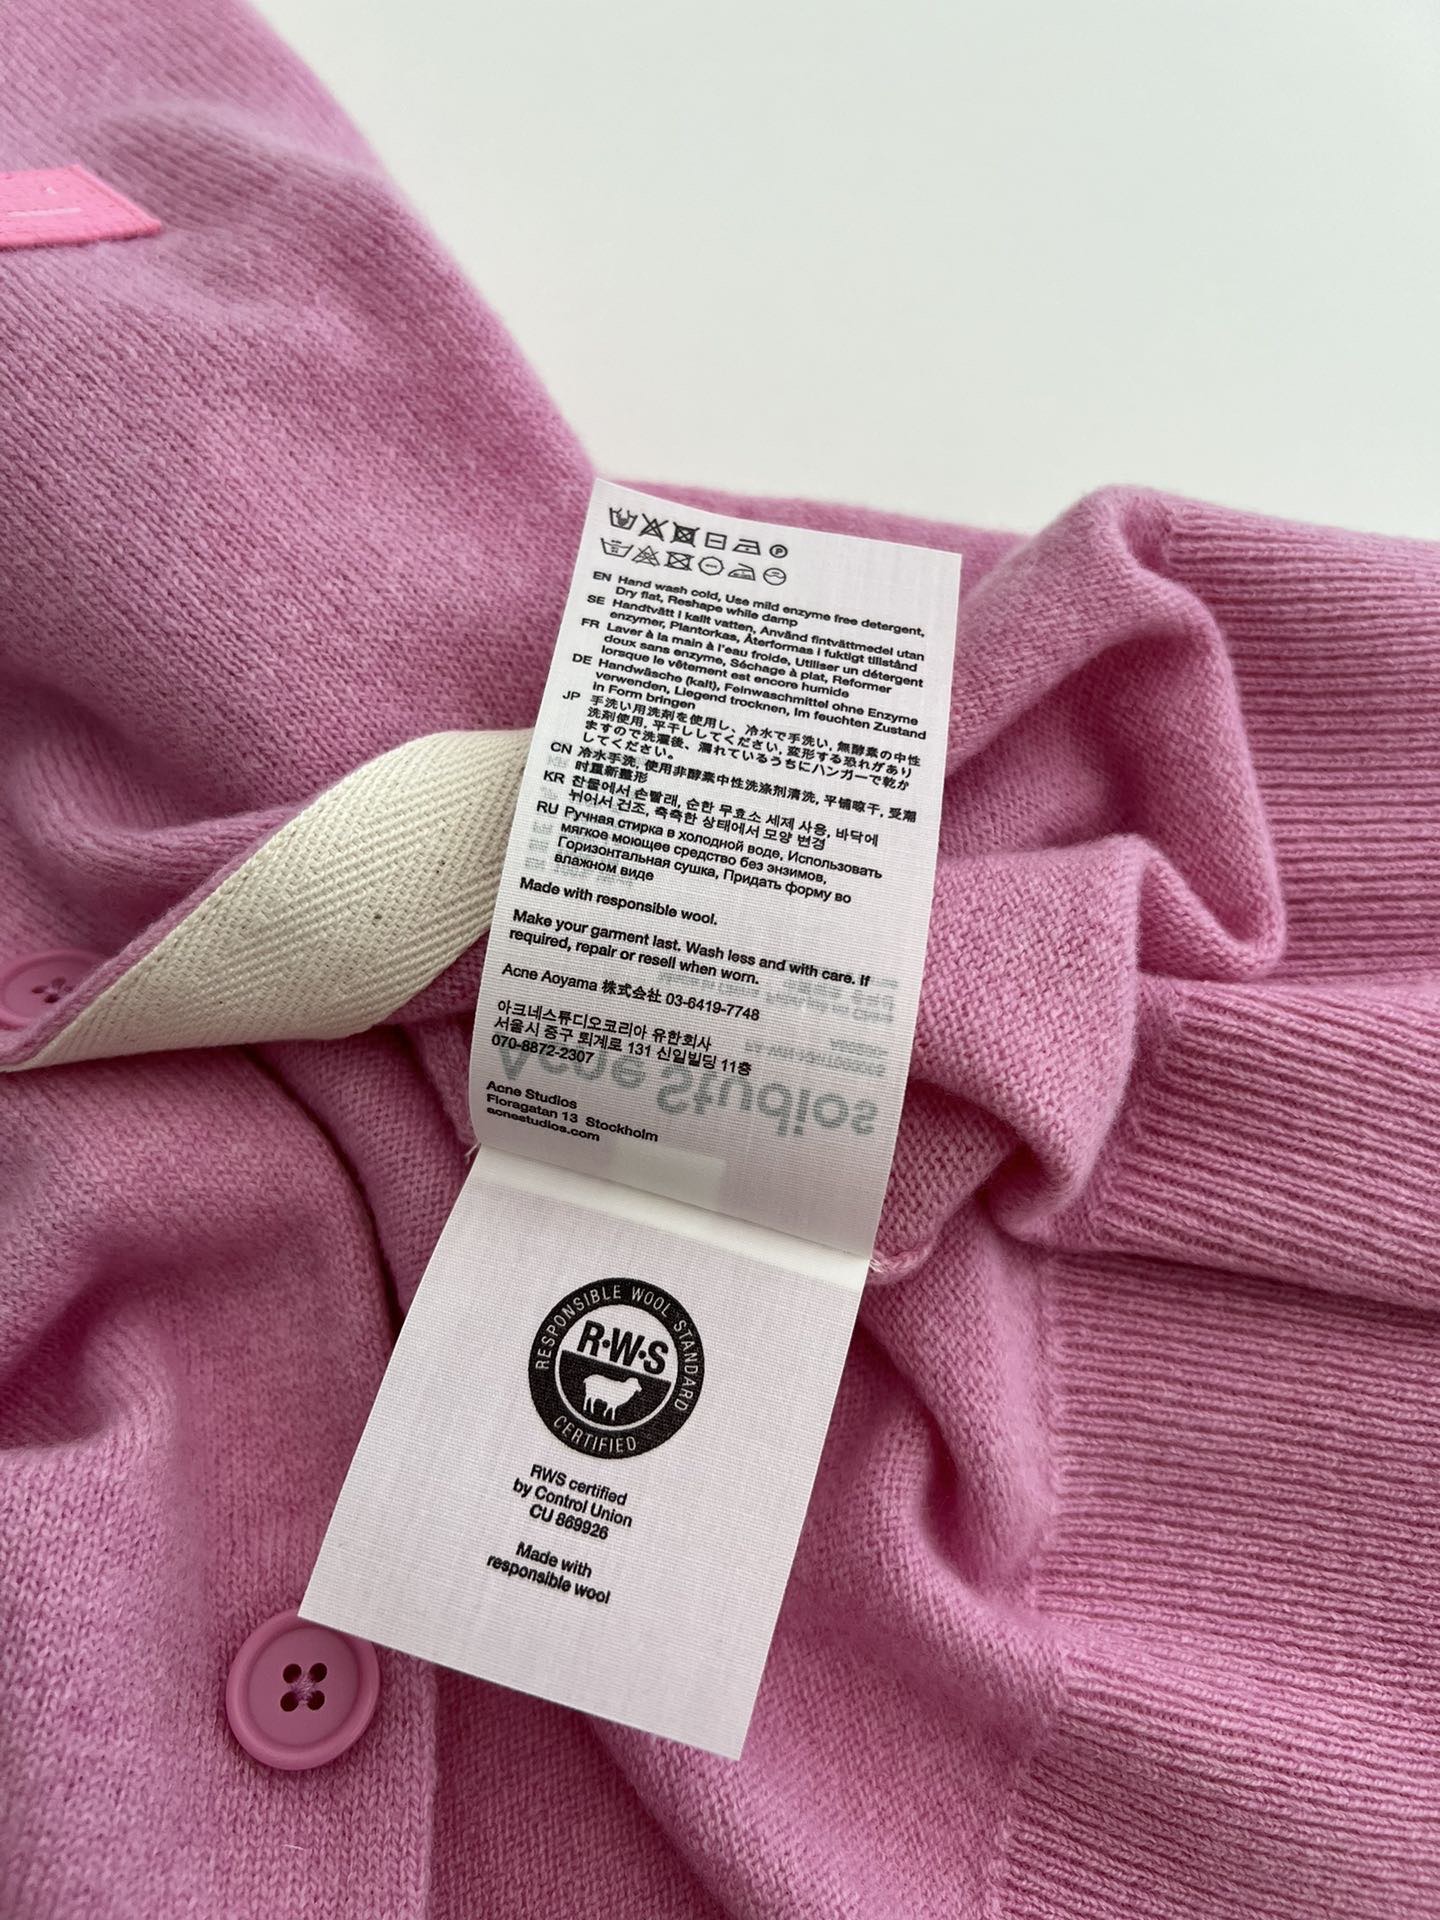 EN Hand wash cold, Use mild enzyme free detergent,
Dry flat, Reshape while damp
SE Handtvätt i kallt vatten, Använd fintvättmedel utan
enzymer, Plantorkas, Återformas i fuktigt tillstånd
FR Laver à la main à l'eau froide, Utiliser un détergent
doux sans enzyme, Séchage à plat, Reformer
lorsque le vêtement est encore humide
DE Handwäsche (kalt), Feinwaschmittel ohne Enzyme
verwenden, Liegend trocknen, Im feuchten Zustand
in Form bringen
JP 手洗い用洗剤を使用し、冷水で手洗い, 無酵素の中性
洗剤使用, 平干ししてください, 変形する恐れがあり
ますので洗濯後、濡れているうちにハンガーで乾か
してください。
CN 冷水手洗, 使用非酵素中性洗涤剂清洗, 平铺晾干, 受潮
时重新整形
KR 찬물에서 손빨래, 순한 무효소 세제 사용, 바닥에
뉘어서 건조, 축축한 상태에서 모양 변경
RU Ручная стирка в холодной воде, Использовать
мягкое моющее средство без энзимов,
Горизонтальная сушка, Придать форму во
влажном виде
Made with responsible wool.
Make your garment last. Wash less and with care. If
required, repair or resell when worn.
Acne Aoyama 株式会社 03-6419-7748
아크네스튜디오코리아 유한회사
서울시 중구 퇴계로 131 신일빌딩 11층
070-8872-2307
Acne Studios
Acne Studios
Floragatan 13 Stockholm
acnestudios.com
RESPONSIBLE WOOL STANDARD
R·W·S
CERTIFIED
RWS certified
by Control Union
CU 869926
Made with
responsible wool